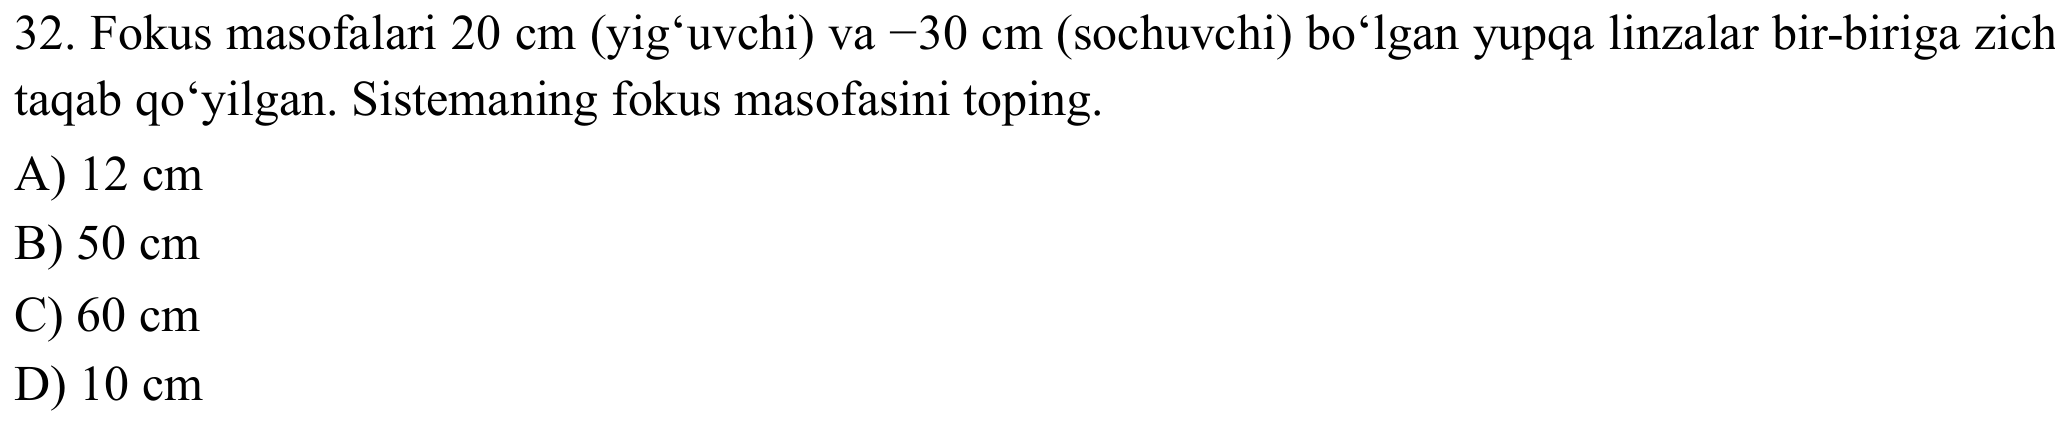 32. Fokus masofalari 20 cm (yig‘uvchi) va −30 cm (sochuvchi) bo‘lgan yupqa linzalar bir-biriga zich
taqab qo‘yilgan. Sistemaning fokus masofasini toping.
A) 12 cm
B) 50 cm
C) 60 cm
D) 10 cm